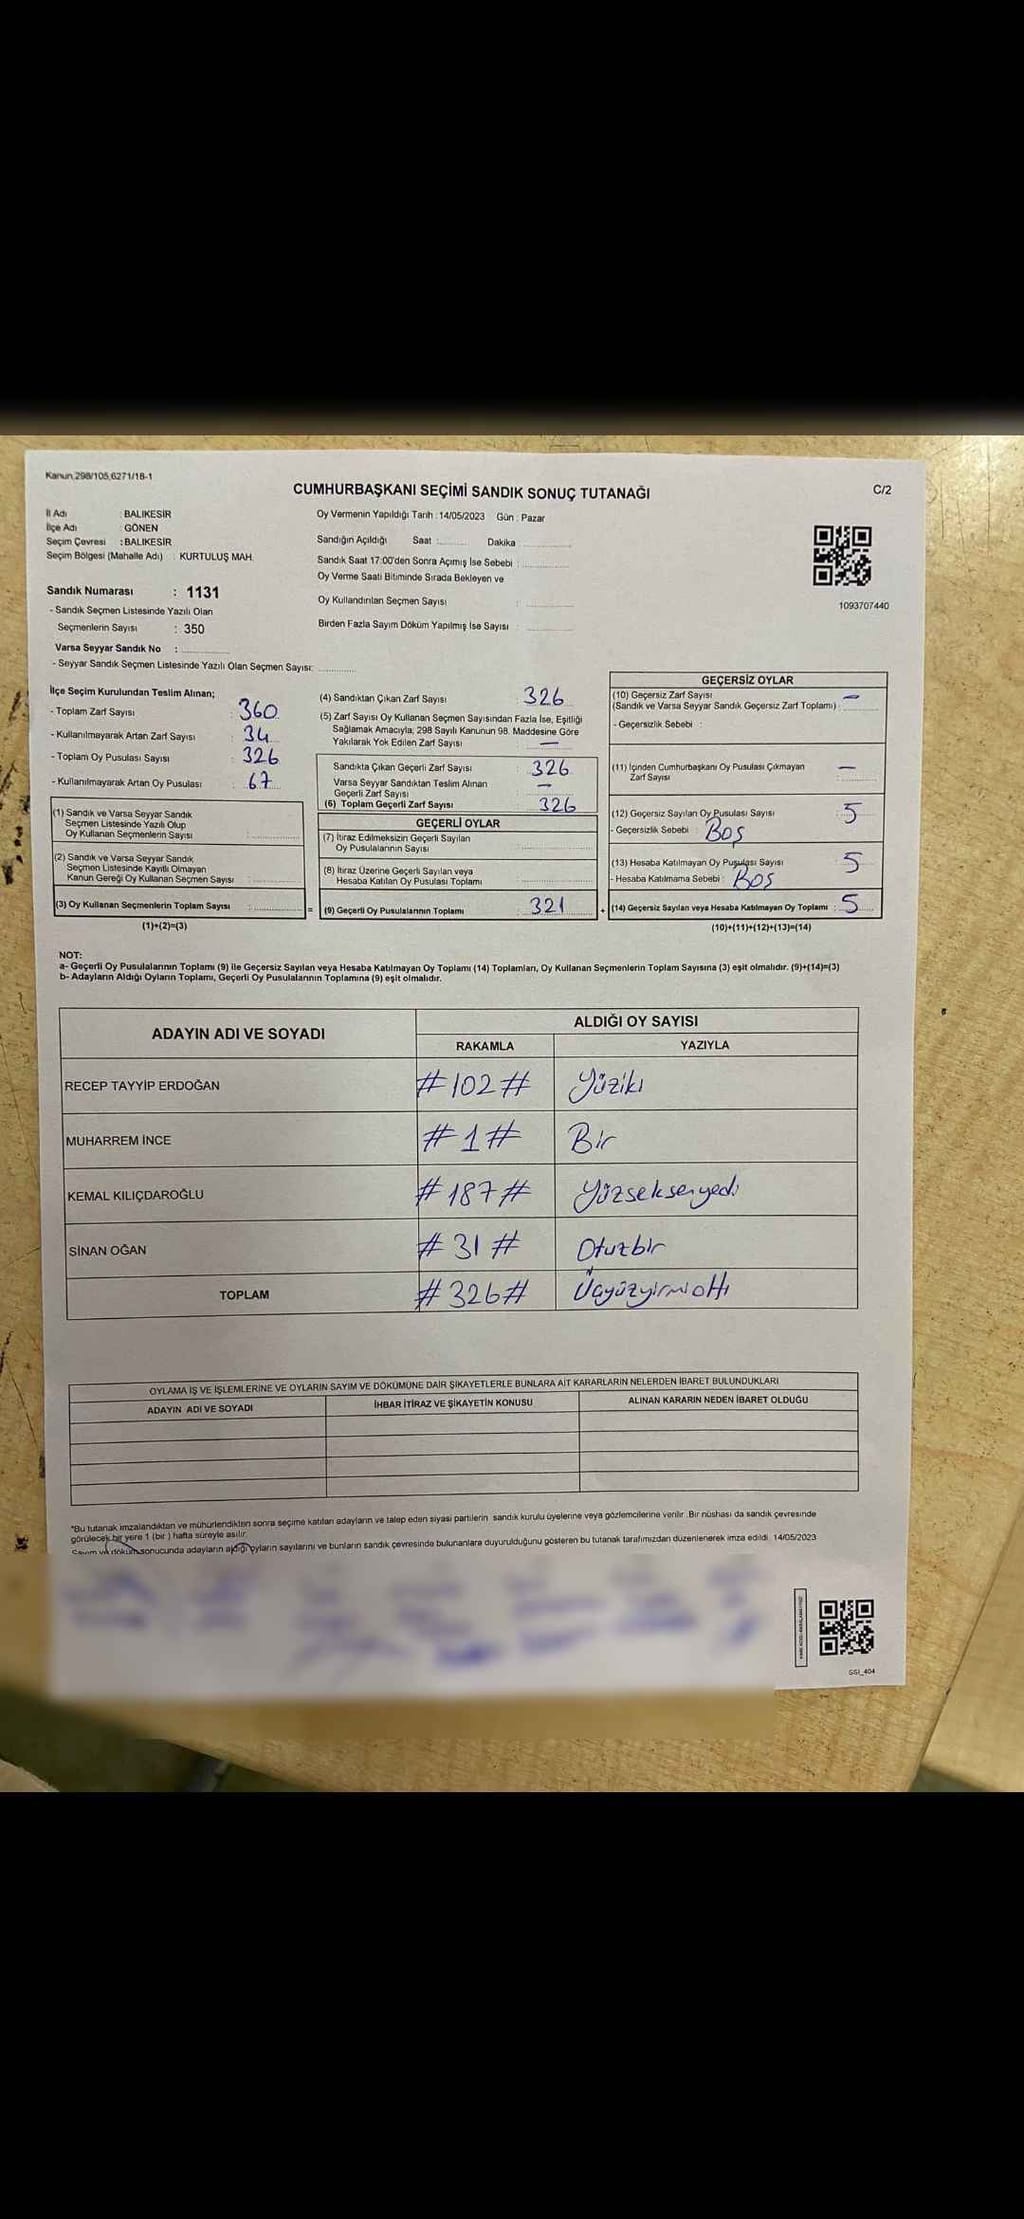 Kanun 298/105,6271/18-1
CUMHURBAŞKANI SEÇİMİ SANDIK SONUÇ TUTANAĞI
C/2
İl Adı : BALIKESİR
İlçe Adı : GÖNEN
Seçim Çevresi : BALIKESİR
Seçim Bölgesi (Mahalle Adı) : KURTULUŞ MAH.
Sandık Numarası : 1131
- Sandık Seçmen Listesinde Yazılı Olan
Seçmenlerin Sayısı : 350
Varsa Seyyar Sandık No :
- Seyyar Sandık Seçmen Listesinde Yazılı Olan Seçmen Sayısı:
Oy Vermenin Yapıldığı Tarih : 14/05/2023 Gün : Pazar
Sandığın Açıldığı Saat : Dakika
Sandık Saat 17:00'den Sonra Açımış İse Sebebi :
Oy Verme Saati Bitiminde Sırada Bekleyen ve
Oy Kullandırılan Seçmen Sayısı :
Birden Fazla Sayım Döküm Yapılmış İse Sayısı :
1093707440
İlçe Seçim Kurulundan Teslim Alınan;
- Toplam Zarf Sayısı : 360
- Kullanılmayarak Artan Zarf Sayısı : 34
- Toplam Oy Pusulası Sayısı : 326
- Kullanılmayarak Artan Oy Pusulası : 67
(1) Sandık ve Varsa Seyyar Sandık
Seçmen Listesinde Yazılı Olup
Oy Kullanan Seçmenlerin Sayısı
(2) Sandık ve Varsa Seyyar Sandık
Seçmen Listesinde Kayıtlı Olmayan
Kanun Gereği Oy Kullanan Seçmen Sayısı
(3) Oy Kullanan Seçmenlerin Toplam Sayısı :
(1)+(2)=(3)
(4) Sandıktan Çıkan Zarf Sayısı : 326
(5) Zarf Sayısı Oy Kullanan Seçmen Sayısından Fazla İse, Eşitliği
Sağlamak Amacıyla; 298 Sayılı Kanunun 98. Maddesine Göre
Yakılarak Yok Edilen Zarf Sayısı : —
Sandıkta Çıkan Geçerli Zarf Sayısı : 326
Varsa Seyyar Sandıktan Teslim Alınan
Geçerli Zarf Sayısı —
(6) Toplam Geçerli Zarf Sayısı 326
GEÇERLİ OYLAR
(7) İtiraz Edilmeksizin Geçerli Sayılan
Oy Pusulalarının Sayısı
(8) İtiraz Üzerine Geçerli Sayılan veya
Hesaba Katılan Oy Pusulası Toplamı
= (9) Geçerli Oy Pusulalarının Toplamı : 321
GEÇERSİZ OYLAR
(10) Geçersiz Zarf Sayısı —
(Sandık ve Varsa Seyyar Sandık Geçersiz Zarf Toplamı) :
- Geçersizlik Sebebi :
(11) İçinden Cumhurbaşkanı Oy Pusulası Çıkmayan —
Zarf Sayısı
(12) Geçersiz Sayılan Oy Pusulası Sayısı : 5
- Geçersizlik Sebebi : Boş
(13) Hesaba Katılmayan Oy Pusulası Sayısı : 5
- Hesaba Katılmama Sebebi : Boş
+ (14) Geçersiz Sayılan veya Hesaba Katılmayan Oy Toplamı : 5
(10)+(11)+(12)+(13)=(14)
NOT:
a- Geçerli Oy Pusulalarının Toplamı (9) ile Geçersiz Sayılan veya Hesaba Katılmayan Oy Toplamı (14) Toplamları, Oy Kullanan Seçmenlerin Toplam Sayısına (3) eşit olmalıdır. (9)+(14)=(3)
b- Adayların Aldığı Oyların Toplamı, Geçerli Oy Pusulalarının Toplamına (9) eşit olmalıdır.
ADAYIN ADI VE SOYADI
ALDIĞI OY SAYISI
RAKAMLA YAZIYLA
RECEP TAYYİP ERDOĞAN #102# Yüziki
MUHARREM İNCE #1# Bir
KEMAL KILIÇDAROĞLU #187# Yüzseksenyedi
SİNAN OĞAN #31# Otuzbir
TOPLAM #326# Üçyüzyirmialtı
OYLAMA İŞ VE İŞLEMLERİNE VE OYLARIN SAYIM VE DÖKÜMÜNE DAİR ŞİKAYETLERLE BUNLARA AİT KARARLARIN NELERDEN İBARET BULUNDUKLARI
ADAYIN ADI VE SOYADI İHBAR İTİRAZ VE ŞİKAYETİN KONUSU ALINAN KARARIN NEDEN İBARET OLDUĞU
*Bu tutanak imzalandıktan ve mühürlendikten sonra seçime katılan adayların ve talep eden siyasi partilerin sandık kurulu üyelerine veya gözlemcilerine verilir. Bir nüshası da sandık çevresinde
görülecek bir yere 1 (bir) hafta süreyle asılır.
Sayım ve döküm sonucunda adayların aldığı oyların sayılarını ve bunların sandık çevresinde bulunanlara duyurulduğunu gösteren bu tutanak tarafımızdan düzenlenerek imza edildi. 14/05/2023
GSI_404